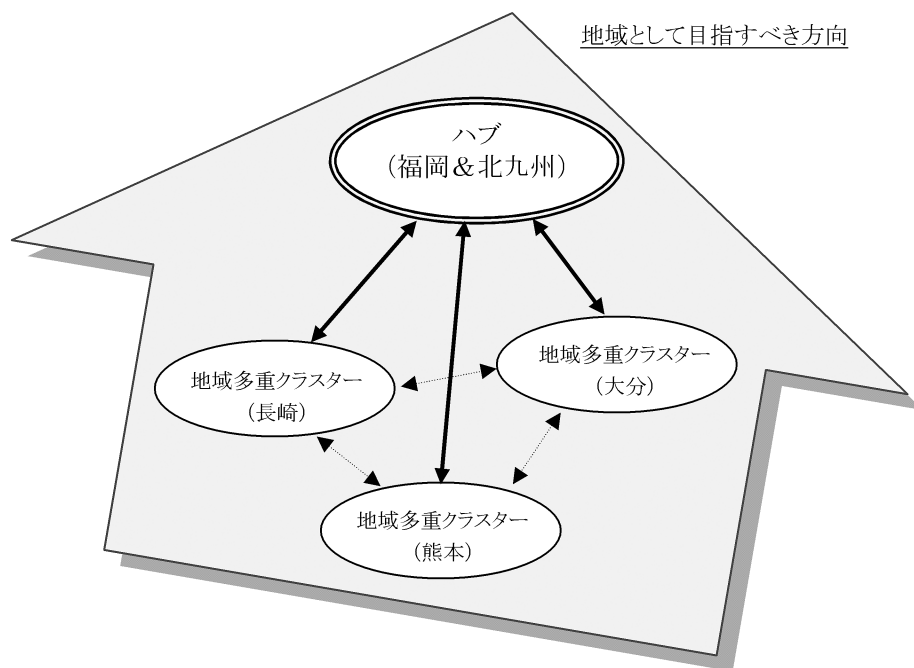 地域として目指すべき方向
ハブ
（福岡＆北九州）
地域多重クラスター
（長崎）
地域多重クラスター
（大分）
地域多重クラスター
（熊本）